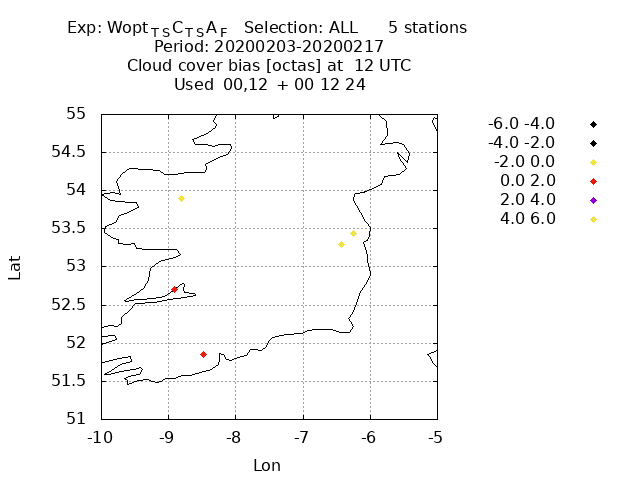 Exp: Wopt_TS C_TS A_F   Selection: ALL      5 stations
Period: 20200203-20200217
Cloud cover bias [octas] at  12 UTC
Used  00,12  + 00 12 24
-6.0 -4.0
-4.0 -2.0
-2.0 0.0
0.0 2.0
2.0 4.0
4.0 6.0
55
54.5
54
53.5
53
52.5
52
51.5
51
Lat
-10 -9 -8 -7 -6 -5
Lon